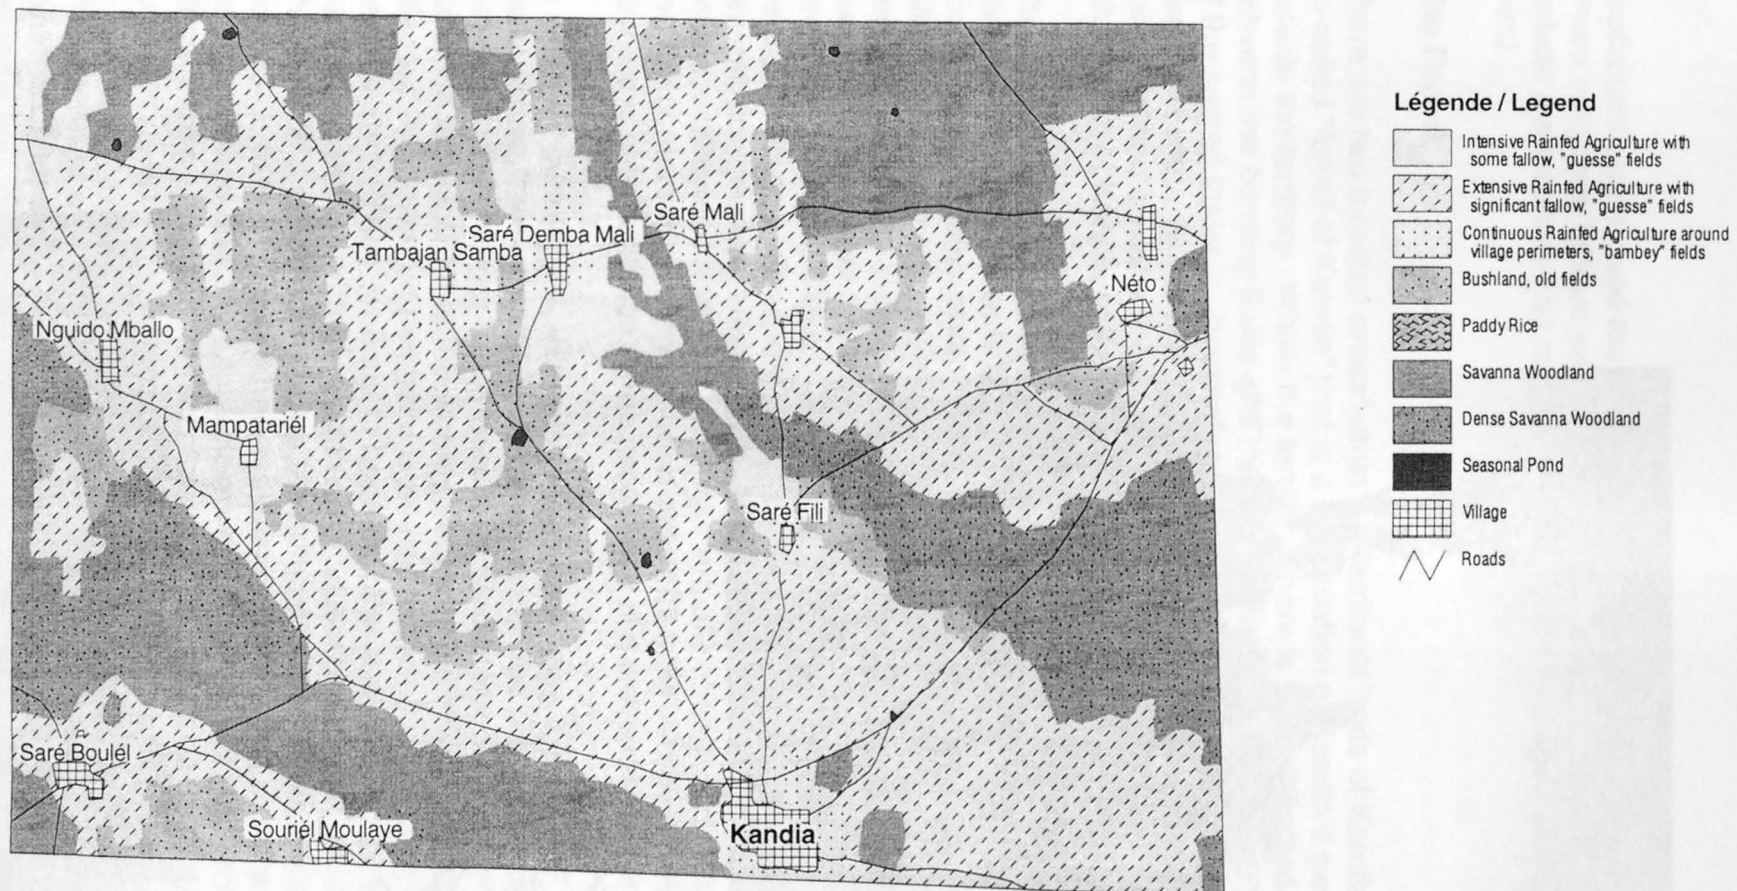 Légende / Legend
Intensive Rainfed Agriculture with
some fallow, "guesse" fields
Extensive Rainfed Agriculture with
significant fallow, "guesse" fields
Continuous Rainfed Agriculture around
village perimeters, "bambey" fields
Bushland, old fields
Paddy Rice
Savanna Woodland
Dense Savanna Woodland
Seasonal Pond
Village
Roads
Saré Mali
Saré Demba Mali
Tambajan Samba
Néto
Nguido Mballo
Mampatariél
Saré Fili
Saré Boulél
Souriél Moulaye
Kandia